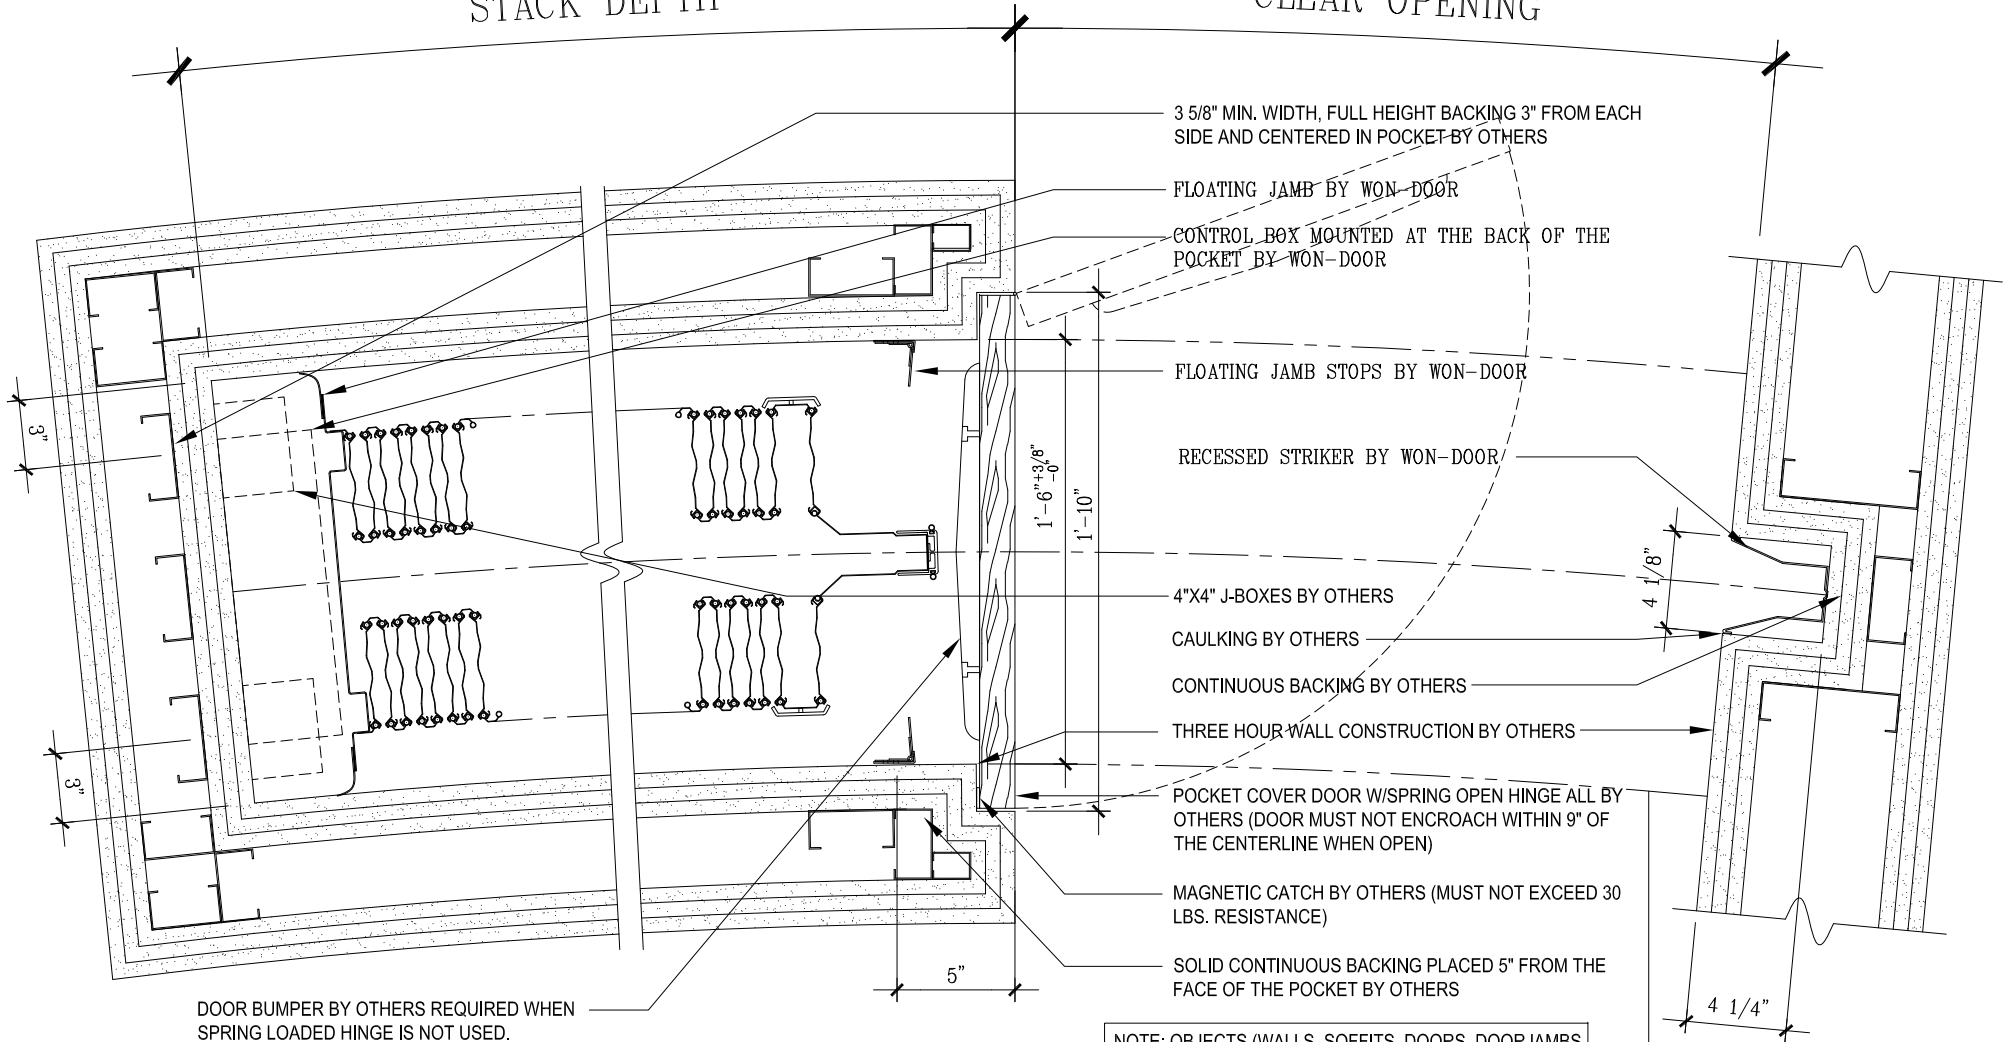 STACK DEPTH
CLEAR OPENING
3 5/8" MIN. WIDTH, FULL HEIGHT BACKING 3" FROM EACH
SIDE AND CENTERED IN POCKET BY OTHERS
FLOATING JAMB BY WON-DOOR
CONTROL BOX MOUNTED AT THE BACK OF THE
POCKET BY WON-DOOR
FLOATING JAMB STOPS BY WON-DOOR
3"
1'-6"+3/8"
-0"
1'-10"
RECESSED STRIKER BY WON-DOOR
4 1/8"
4"X4" J-BOXES BY OTHERS
CAULKING BY OTHERS
CONTINUOUS BACKING BY OTHERS
THREE HOUR WALL CONSTRUCTION BY OTHERS
3"
POCKET COVER DOOR W/SPRING OPEN HINGE ALL BY
OTHERS (DOOR MUST NOT ENCROACH WITHIN 9" OF
THE CENTERLINE WHEN OPEN)
MAGNETIC CATCH BY OTHERS (MUST NOT EXCEED 30
LBS. RESISTANCE)
SOLID CONTINUOUS BACKING PLACED 5" FROM THE
FACE OF THE POCKET BY OTHERS
5"
4 1/4"
DOOR BUMPER BY OTHERS REQUIRED WHEN
SPRING LOADED HINGE IS NOT USED.
NOTE: OBJECTS (WALLS, SOFFITS, DOORS, DOORJAMBS